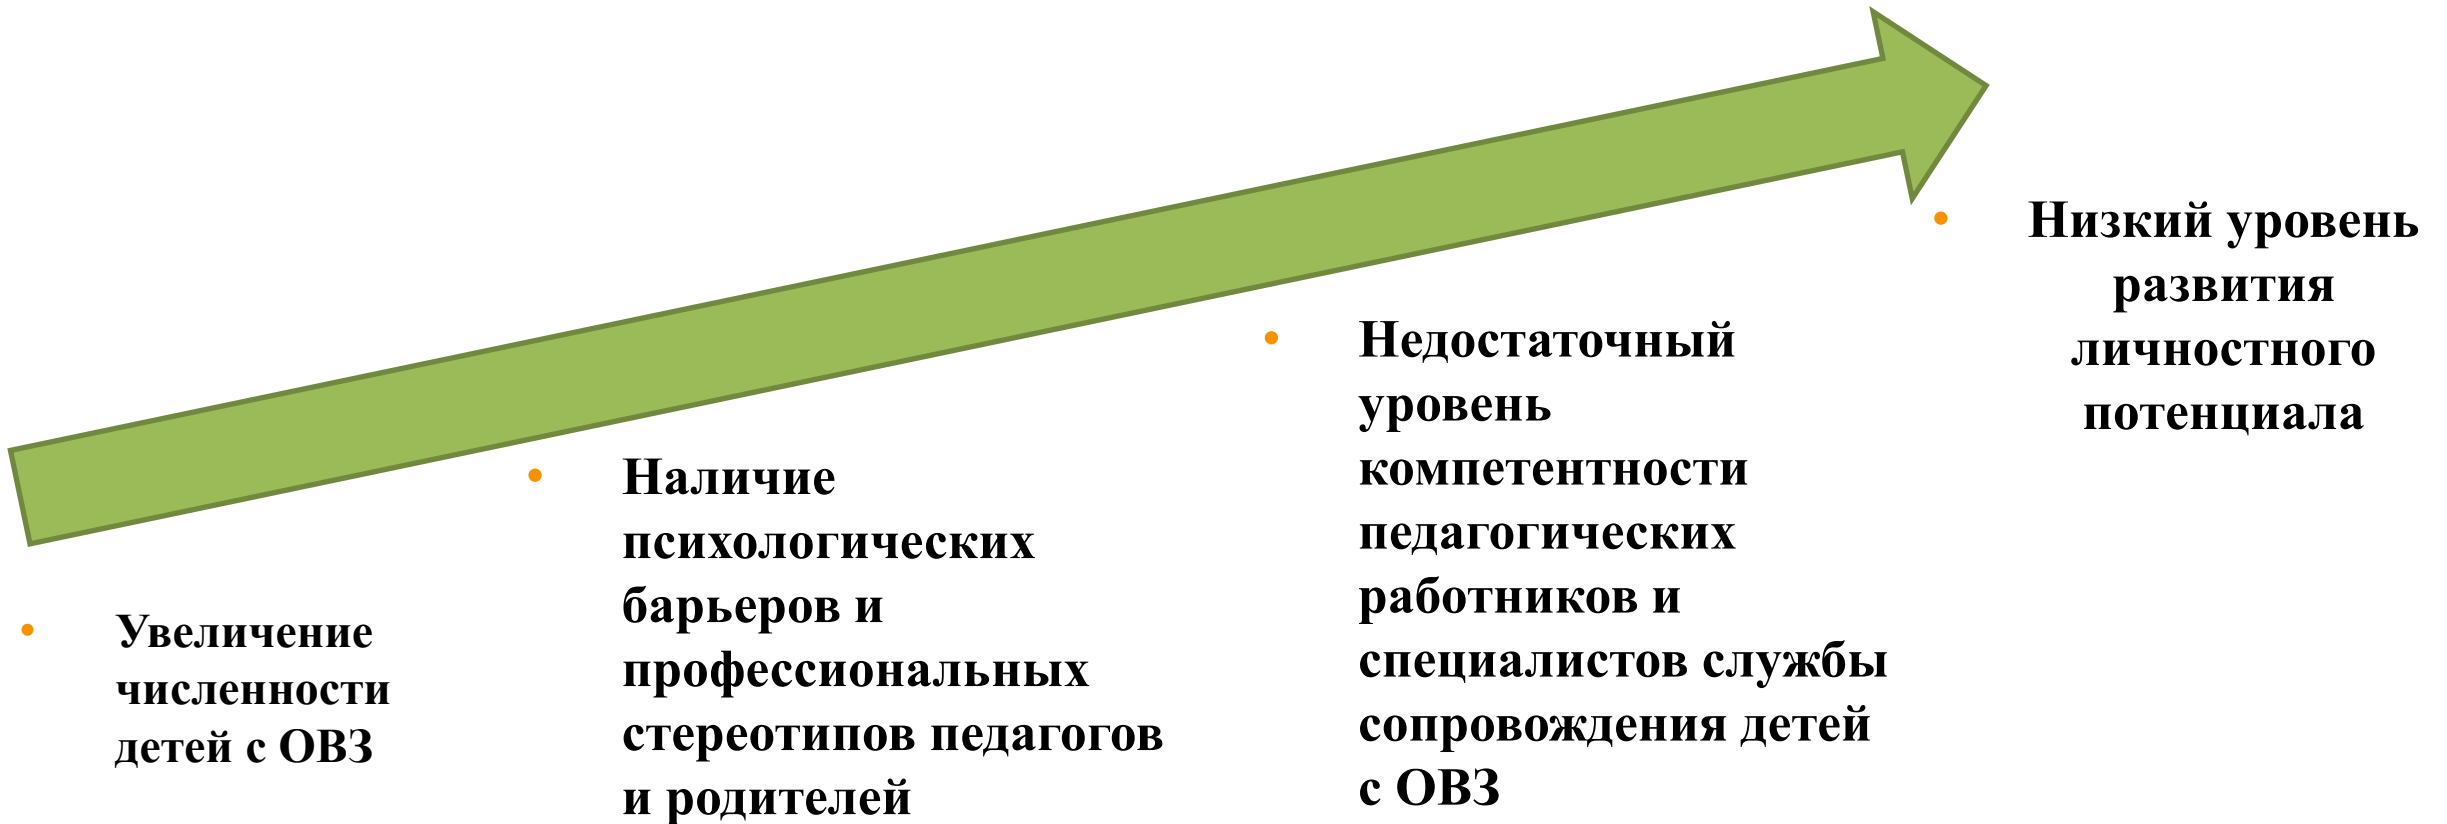 • Увеличение
численности
детей с ОВЗ
• Наличие
психологических
барьеров и
профессиональных
стереотипов педагогов
и родителей
• Недостаточный
уровень
компетентности
педагогических
работников и
специалистов службы
сопровождения детей
с ОВЗ
• Низкий уровень
развития
личностного
потенциала